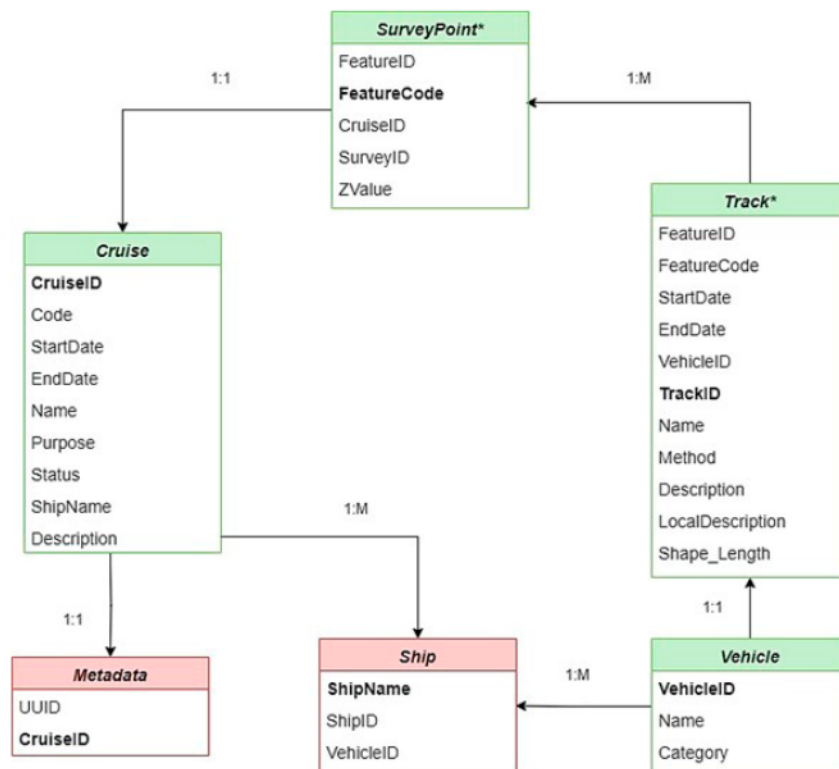 SurveyPoint*
FeatureID
FeatureCode
CruiseID
SurveyID
ZValue
1:1
1:M
Cruise
CruiseID
Code
StartDate
EndDate
Name
Purpose
Status
ShipName
Description
Track*
FeatureID
FeatureCode
StartDate
EndDate
VehicleID
TrackID
Name
Method
Description
LocalDescription
Shape_Length
1:M
1:1
1:1
Metadata
UUID
CruiseID
Ship
ShipName
ShipID
VehicleID
1:M
Vehicle
VehicleID
Name
Category